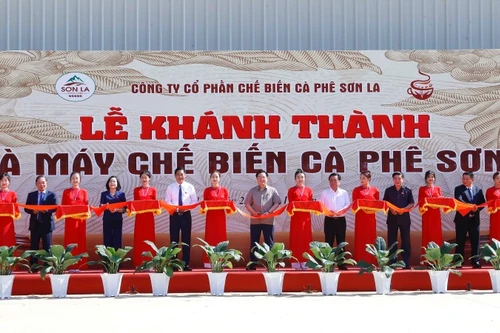 SƠN LA
CÔNG TY CỔ PHẦN CHẾ BIẾN CÀ PHÊ SƠN LA
LỄ KHÁNH THÀNH
À MÁY CHẾ BIẾN CÀ PHÊ SƠN